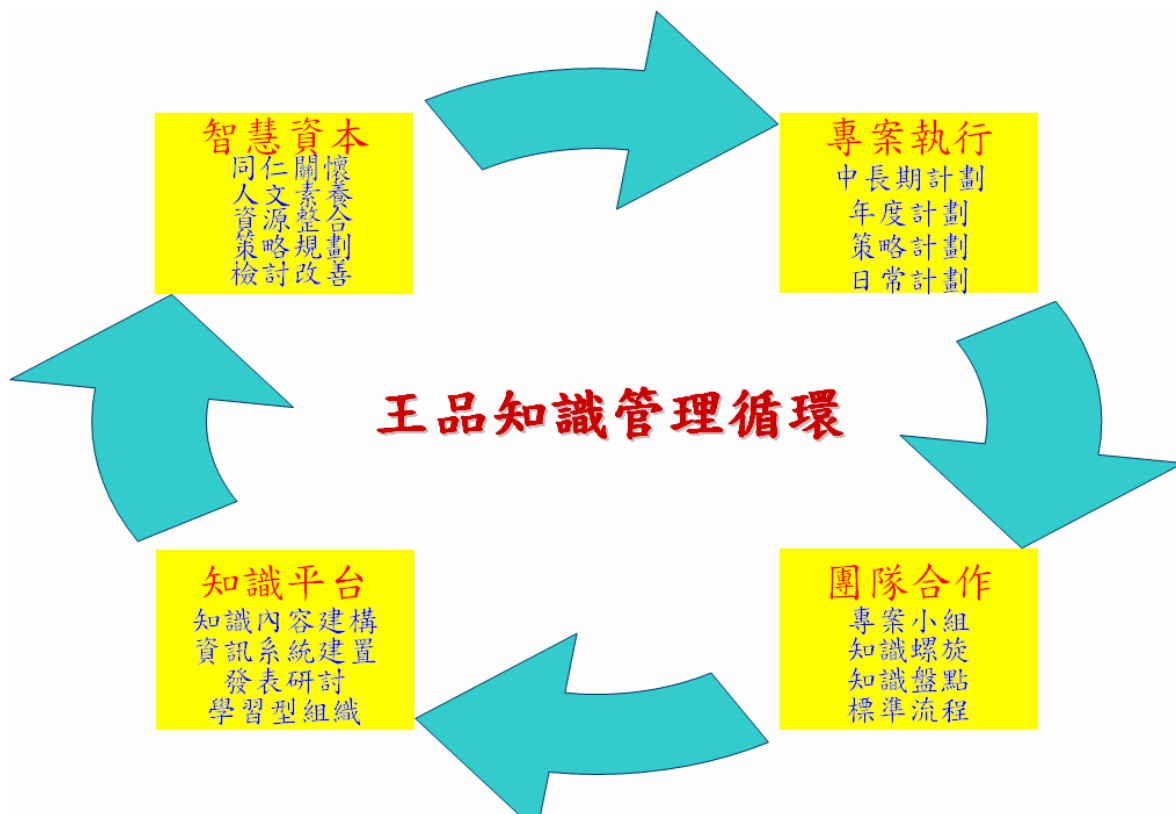 智慧資本
同仁關懷
人文素養
資源整合
策略規劃
檢討改善
專案執行
中長期計劃
年度計劃
策略計劃
日常計劃
王品知識管理循環
知識平台
知識內容建構
資訊系統建置
發表研討
學習型組織
團隊合作
專案小組
知識螺旋
知識盤點
標準流程